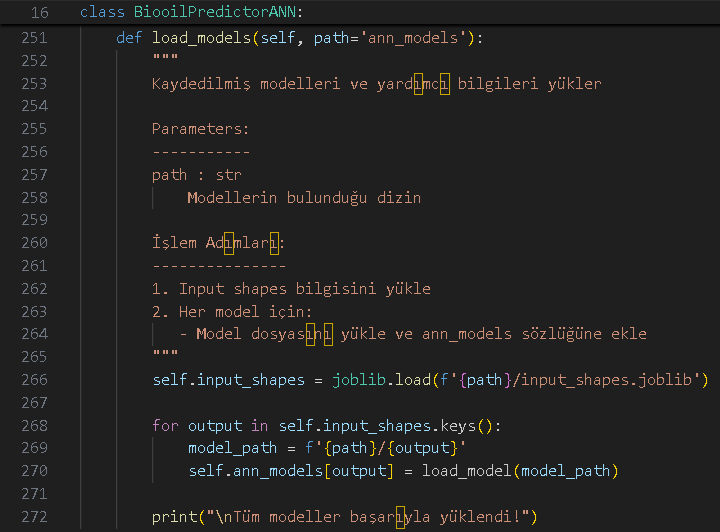 16 class BiooilPredictorANN:
251 def load_models(self, path='ann_models'):
252 """
253 Kaydedilmiş modelleri ve yardımcı bilgileri yükler
254
255 Parameters:
256 -----------
257 path : str
258 Modellerin bulunduğu dizin
259
260 İşlem Adımları:
261 ---------------
262 1. Input shapes bilgisini yükle
263 2. Her model için:
264 - Model dosyasını yükle ve ann_models sözlüğüne ekle
265 """
266 self.input_shapes = joblib.load(f'{path}/input_shapes.joblib')
267
268 for output in self.input_shapes.keys():
269 model_path = f'{path}/{output}'
270 self.ann_models[output] = load_model(model_path)
271
272 print("\nTüm modeller başarıyla yüklendi!")